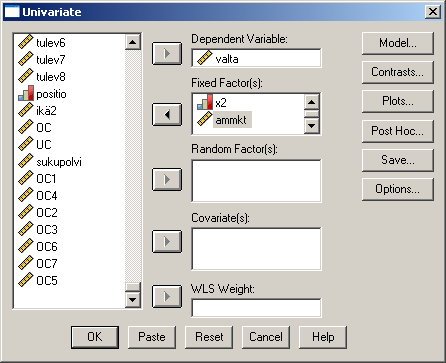 Univariate
tulev6
tulev7
tulev8
positio
ikä2
OC
UC
sukupolvi
OC1
OC4
OC2
OC3
OC6
OC7
OC5
Dependent Variable:
valta
Fixed Factor(s):
x2
ammkt
Random Factor(s):
Covariate(s):
WLS Weight:
Model...
Contrasts...
Plots...
Post Hoc...
Save...
Options...
OK
Paste
Reset
Cancel
Help